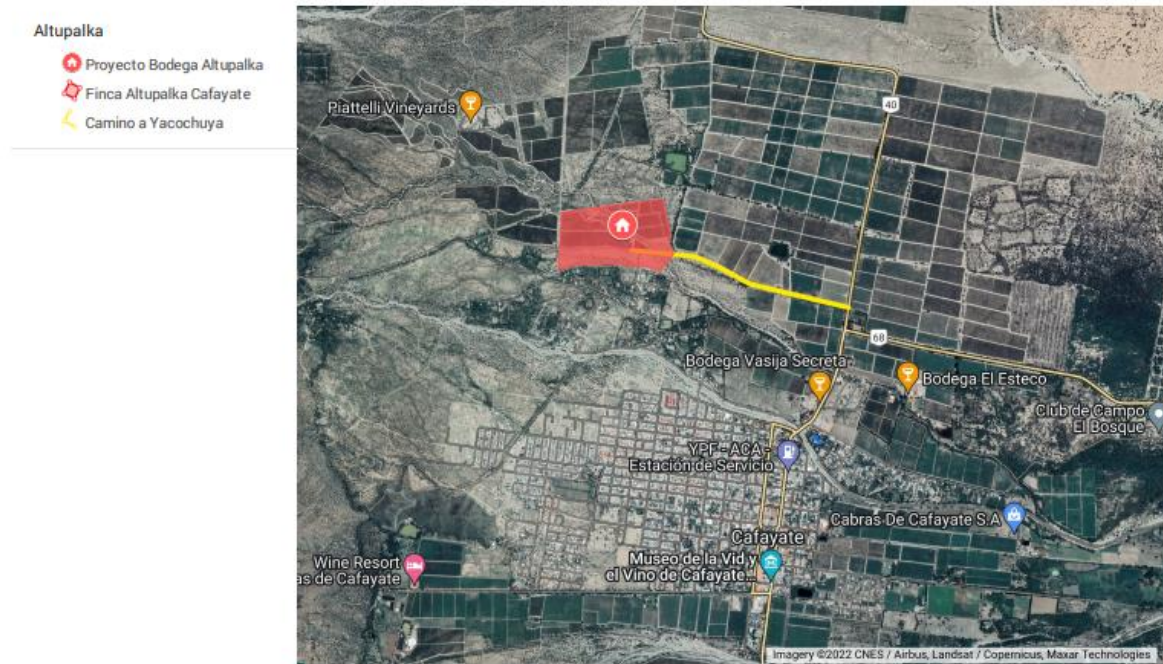 Altupalka
Proyecto Bodega Altupalka
Finca Altupalka Cafayate
Camino a Yacochuya
Piattelli Vineyards
40
68
Bodega Vasija Secreta
Bodega El Esteco
Club de Campo
El Bosque
YPF - ACA -
Estación de Servicio
Cabras De Cafayate S.A
Cafayate
Museo de la Vid y
el Vino de Cafayate...
Wine Resort
as de Cafayate
Imagery ©2022 CNES / Airbus, Landsat / Copernicus, Maxar Technologies